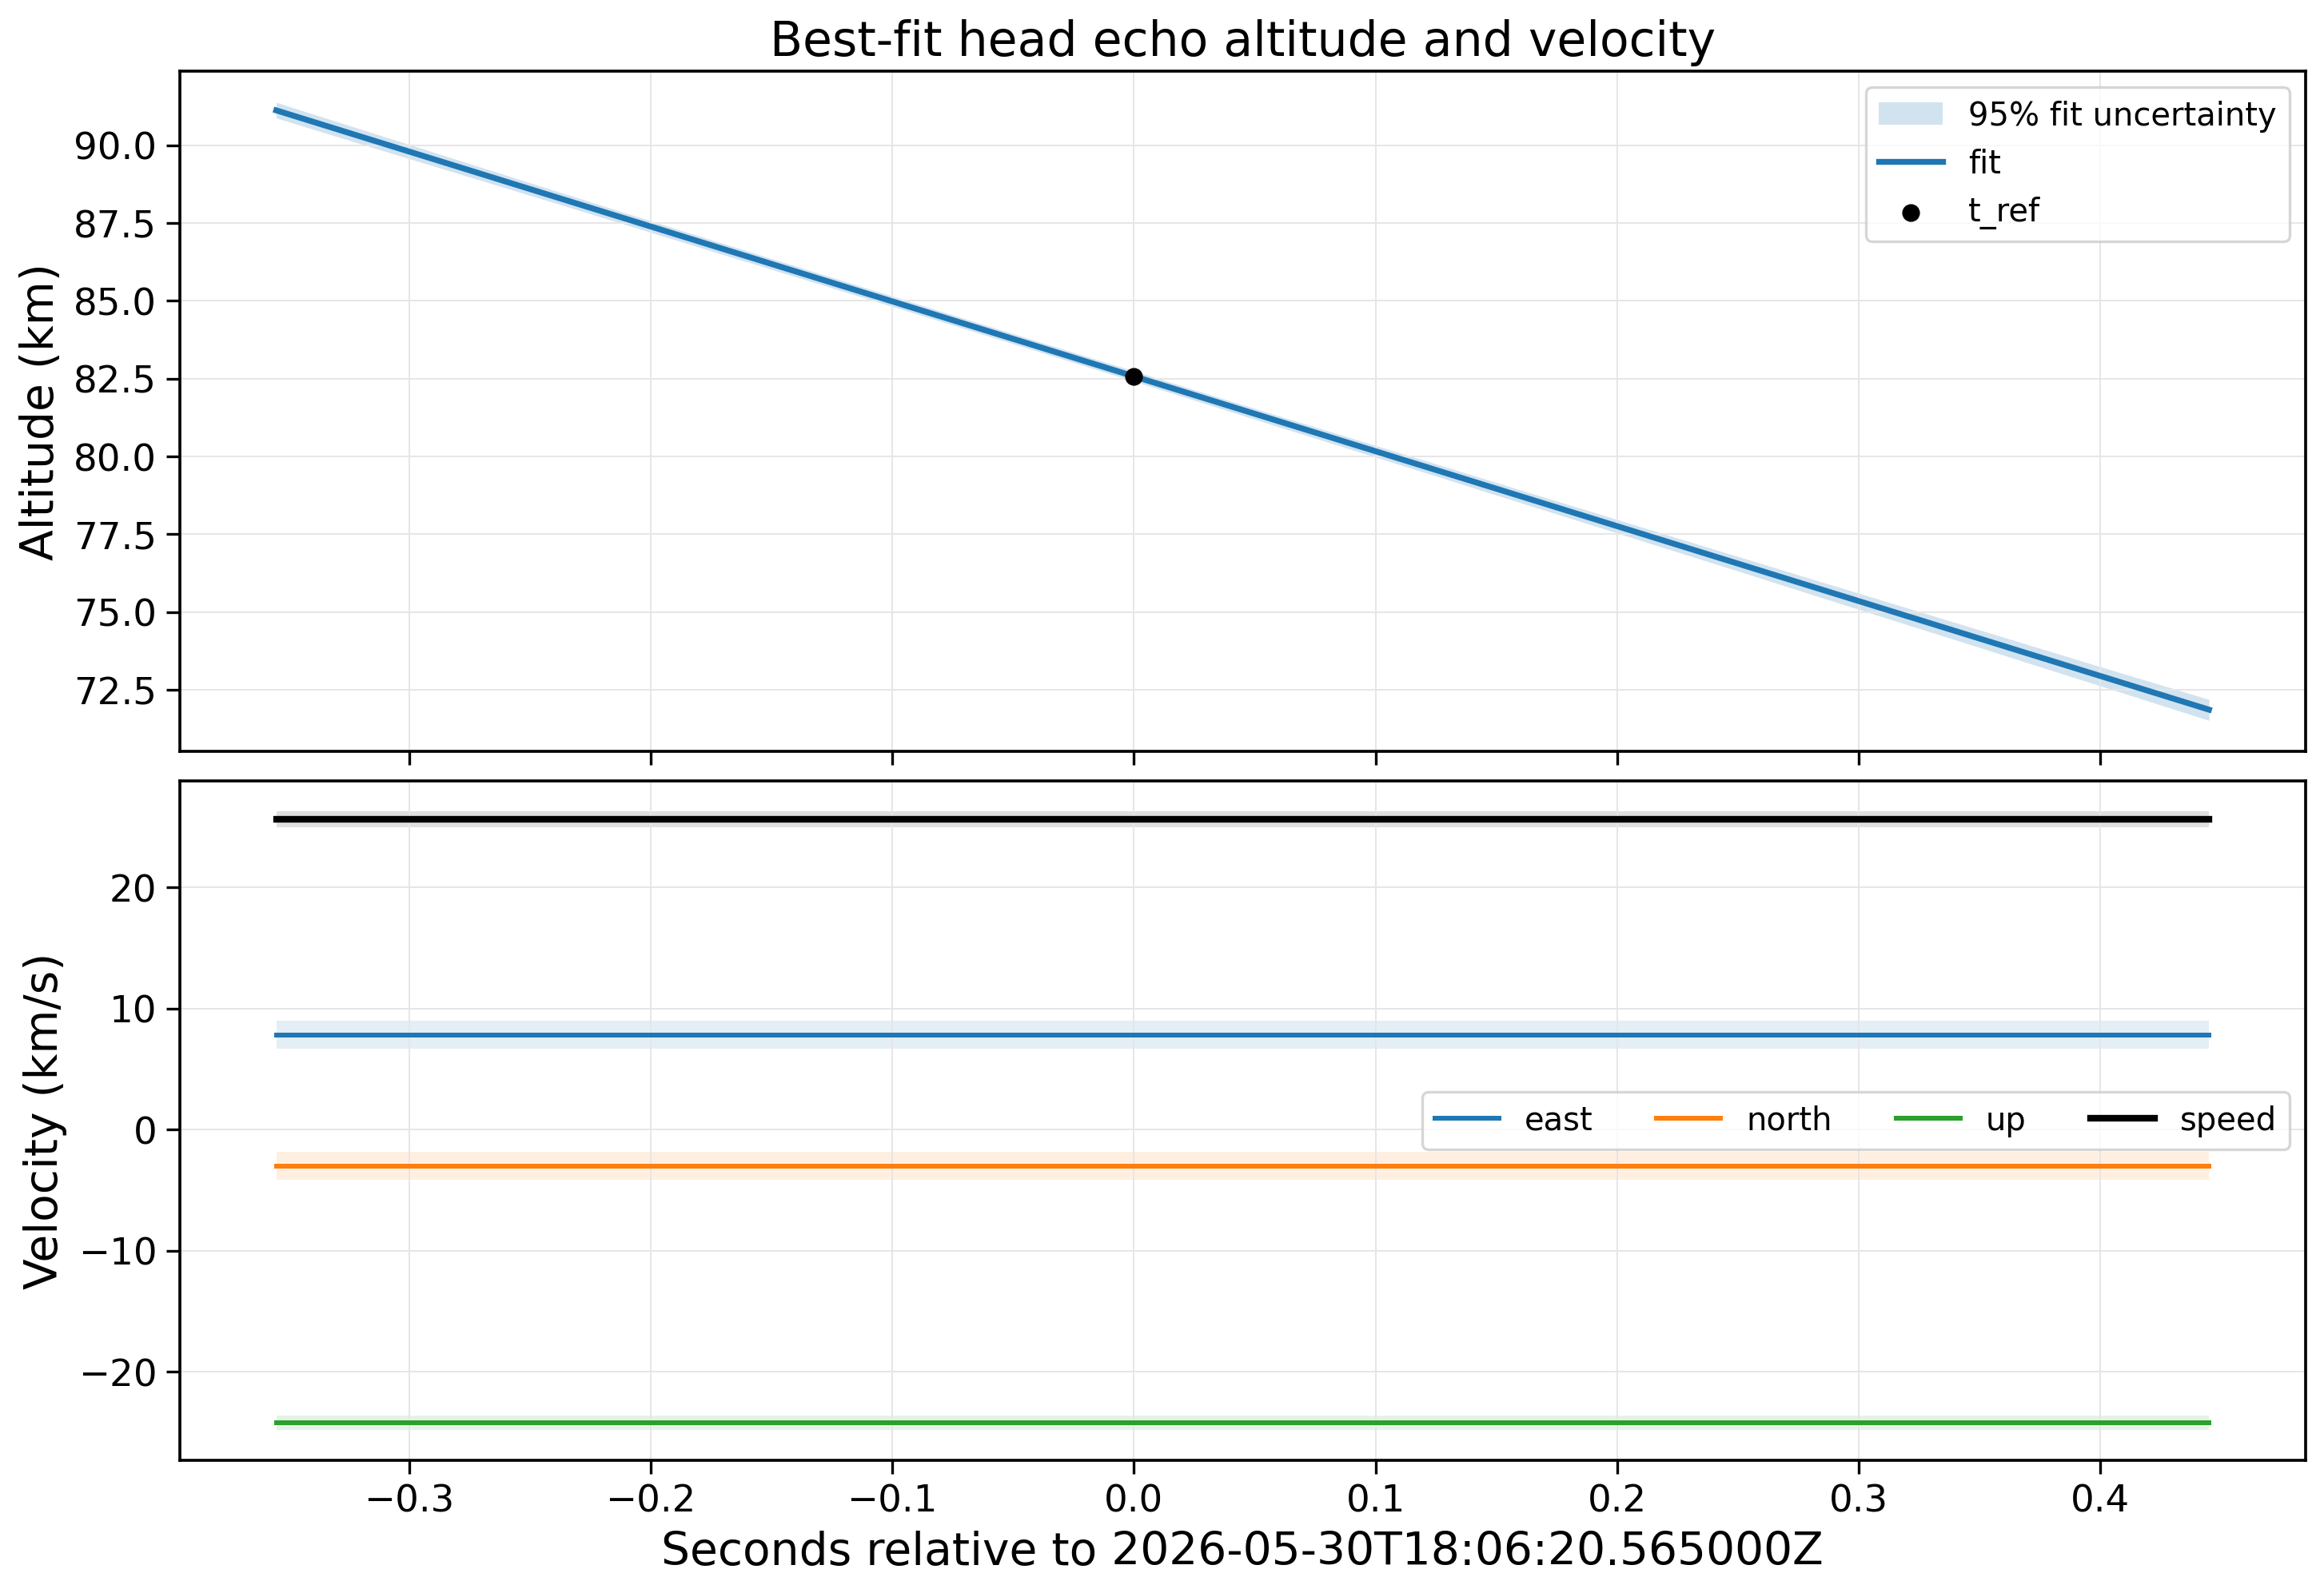 Best-fit head echo altitude and velocity
Altitude (km)
90.0
87.5
85.0
82.5
80.0
77.5
75.0
72.5
95% fit uncertainty
fit
t_ref
Velocity (km/s)
20
10
0
−10
−20
east north up speed
−0.3 −0.2 −0.1 0.0 0.1 0.2 0.3 0.4
Seconds relative to 2026-05-30T18:06:20.565000Z